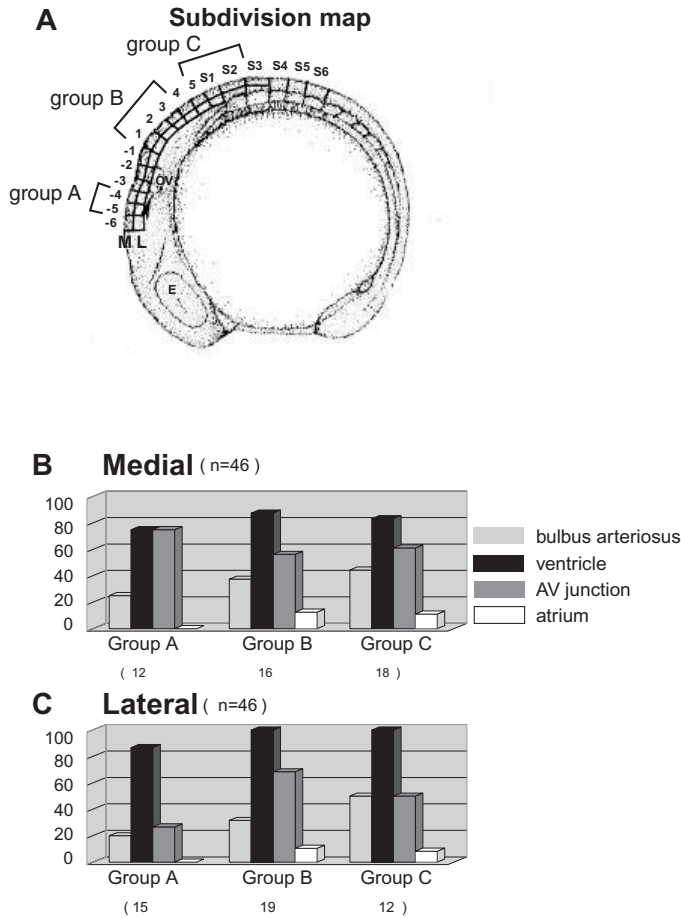 A Subdivision map
group C
S1 S2 S3 S4 S5 S6
group B
1 2 3 4 5
-1
-2
-3
group A
-4
-5
-6
OV
M L
E
B Medial ( n=46 )
100
80
60
40
20
0
Group A Group B Group C
( 12 16 18 )
bulbus arteriosus
ventricle
AV junction
atrium
C Lateral ( n=46 )
100
80
60
40
20
0
Group A Group B Group C
( 15 19 12 )